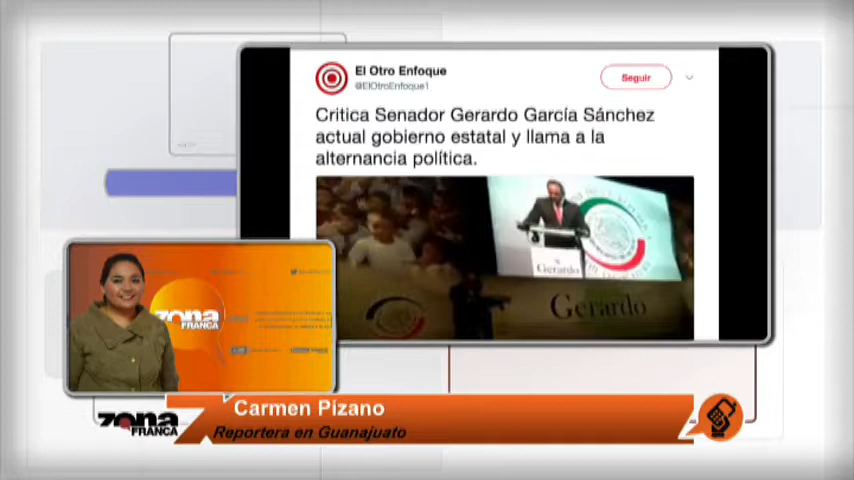 El Otro Enfoque
@ElOtroEnfoque1
Seguir
Critica Senador Gerardo García Sánchez
actual gobierno estatal y llama a la
alternancia política.
Gerardo
Gerardo
zona
FRANCA
Carmen Pizano
Reportera en Guanajuato
zona
FRANCA